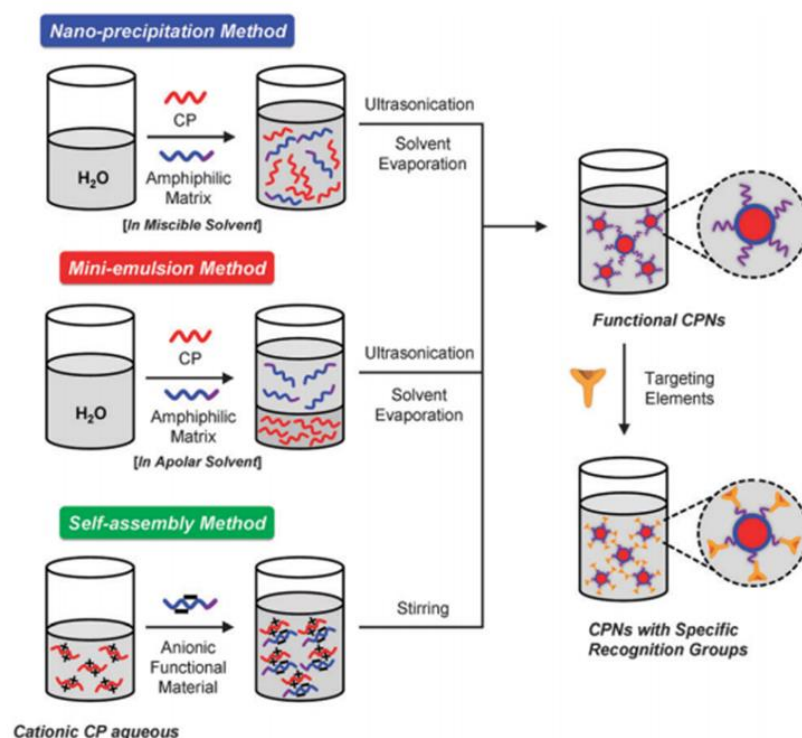 Nano-precipitation Method
CP
H₂O
Amphiphilic
Matrix
[In Miscible Solvent]
Ultrasonication
Solvent
Evaporation
Mini-emulsion Method
CP
H₂O
Amphiphilic
Matrix
[In Apolar Solvent]
Ultrasonication
Solvent
Evaporation
Self-assembly Method
Anionic
Functional
Material
Stirring
Cationic CP aqueous
Functional CPNs
Targeting
Elements
CPNs with Specific
Recognition Groups